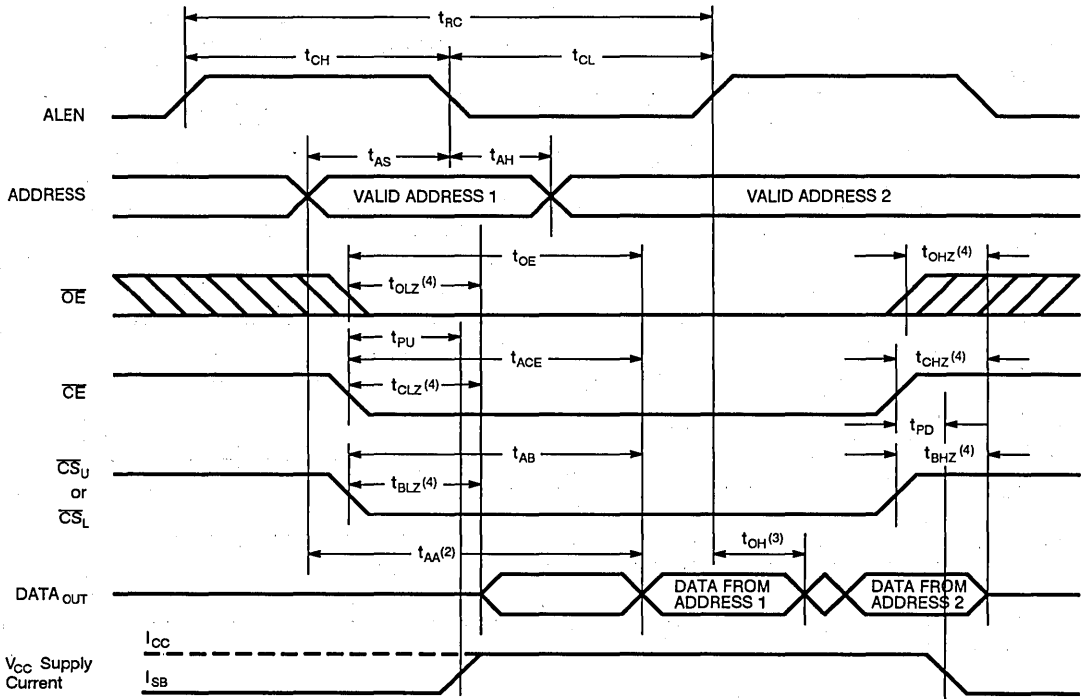 tRC
tCH
tCL
ALEN
tAS
tAH
ADDRESS
VALID ADDRESS 1
VALID ADDRESS 2
tOE
tOHZ(4)
tOLZ(4)
OE
tPU
tACE
tCHZ(4)
tCLZ(4)
CE
tPD
tAB
tBHZ(4)
CSU
or
CSL
tBLZ(4)
tAA(2)
tOH(3)
DATA OUT
DATA FROM
ADDRESS 1
DATA FROM
ADDRESS 2
ICC
VCC Supply
Current
ISB